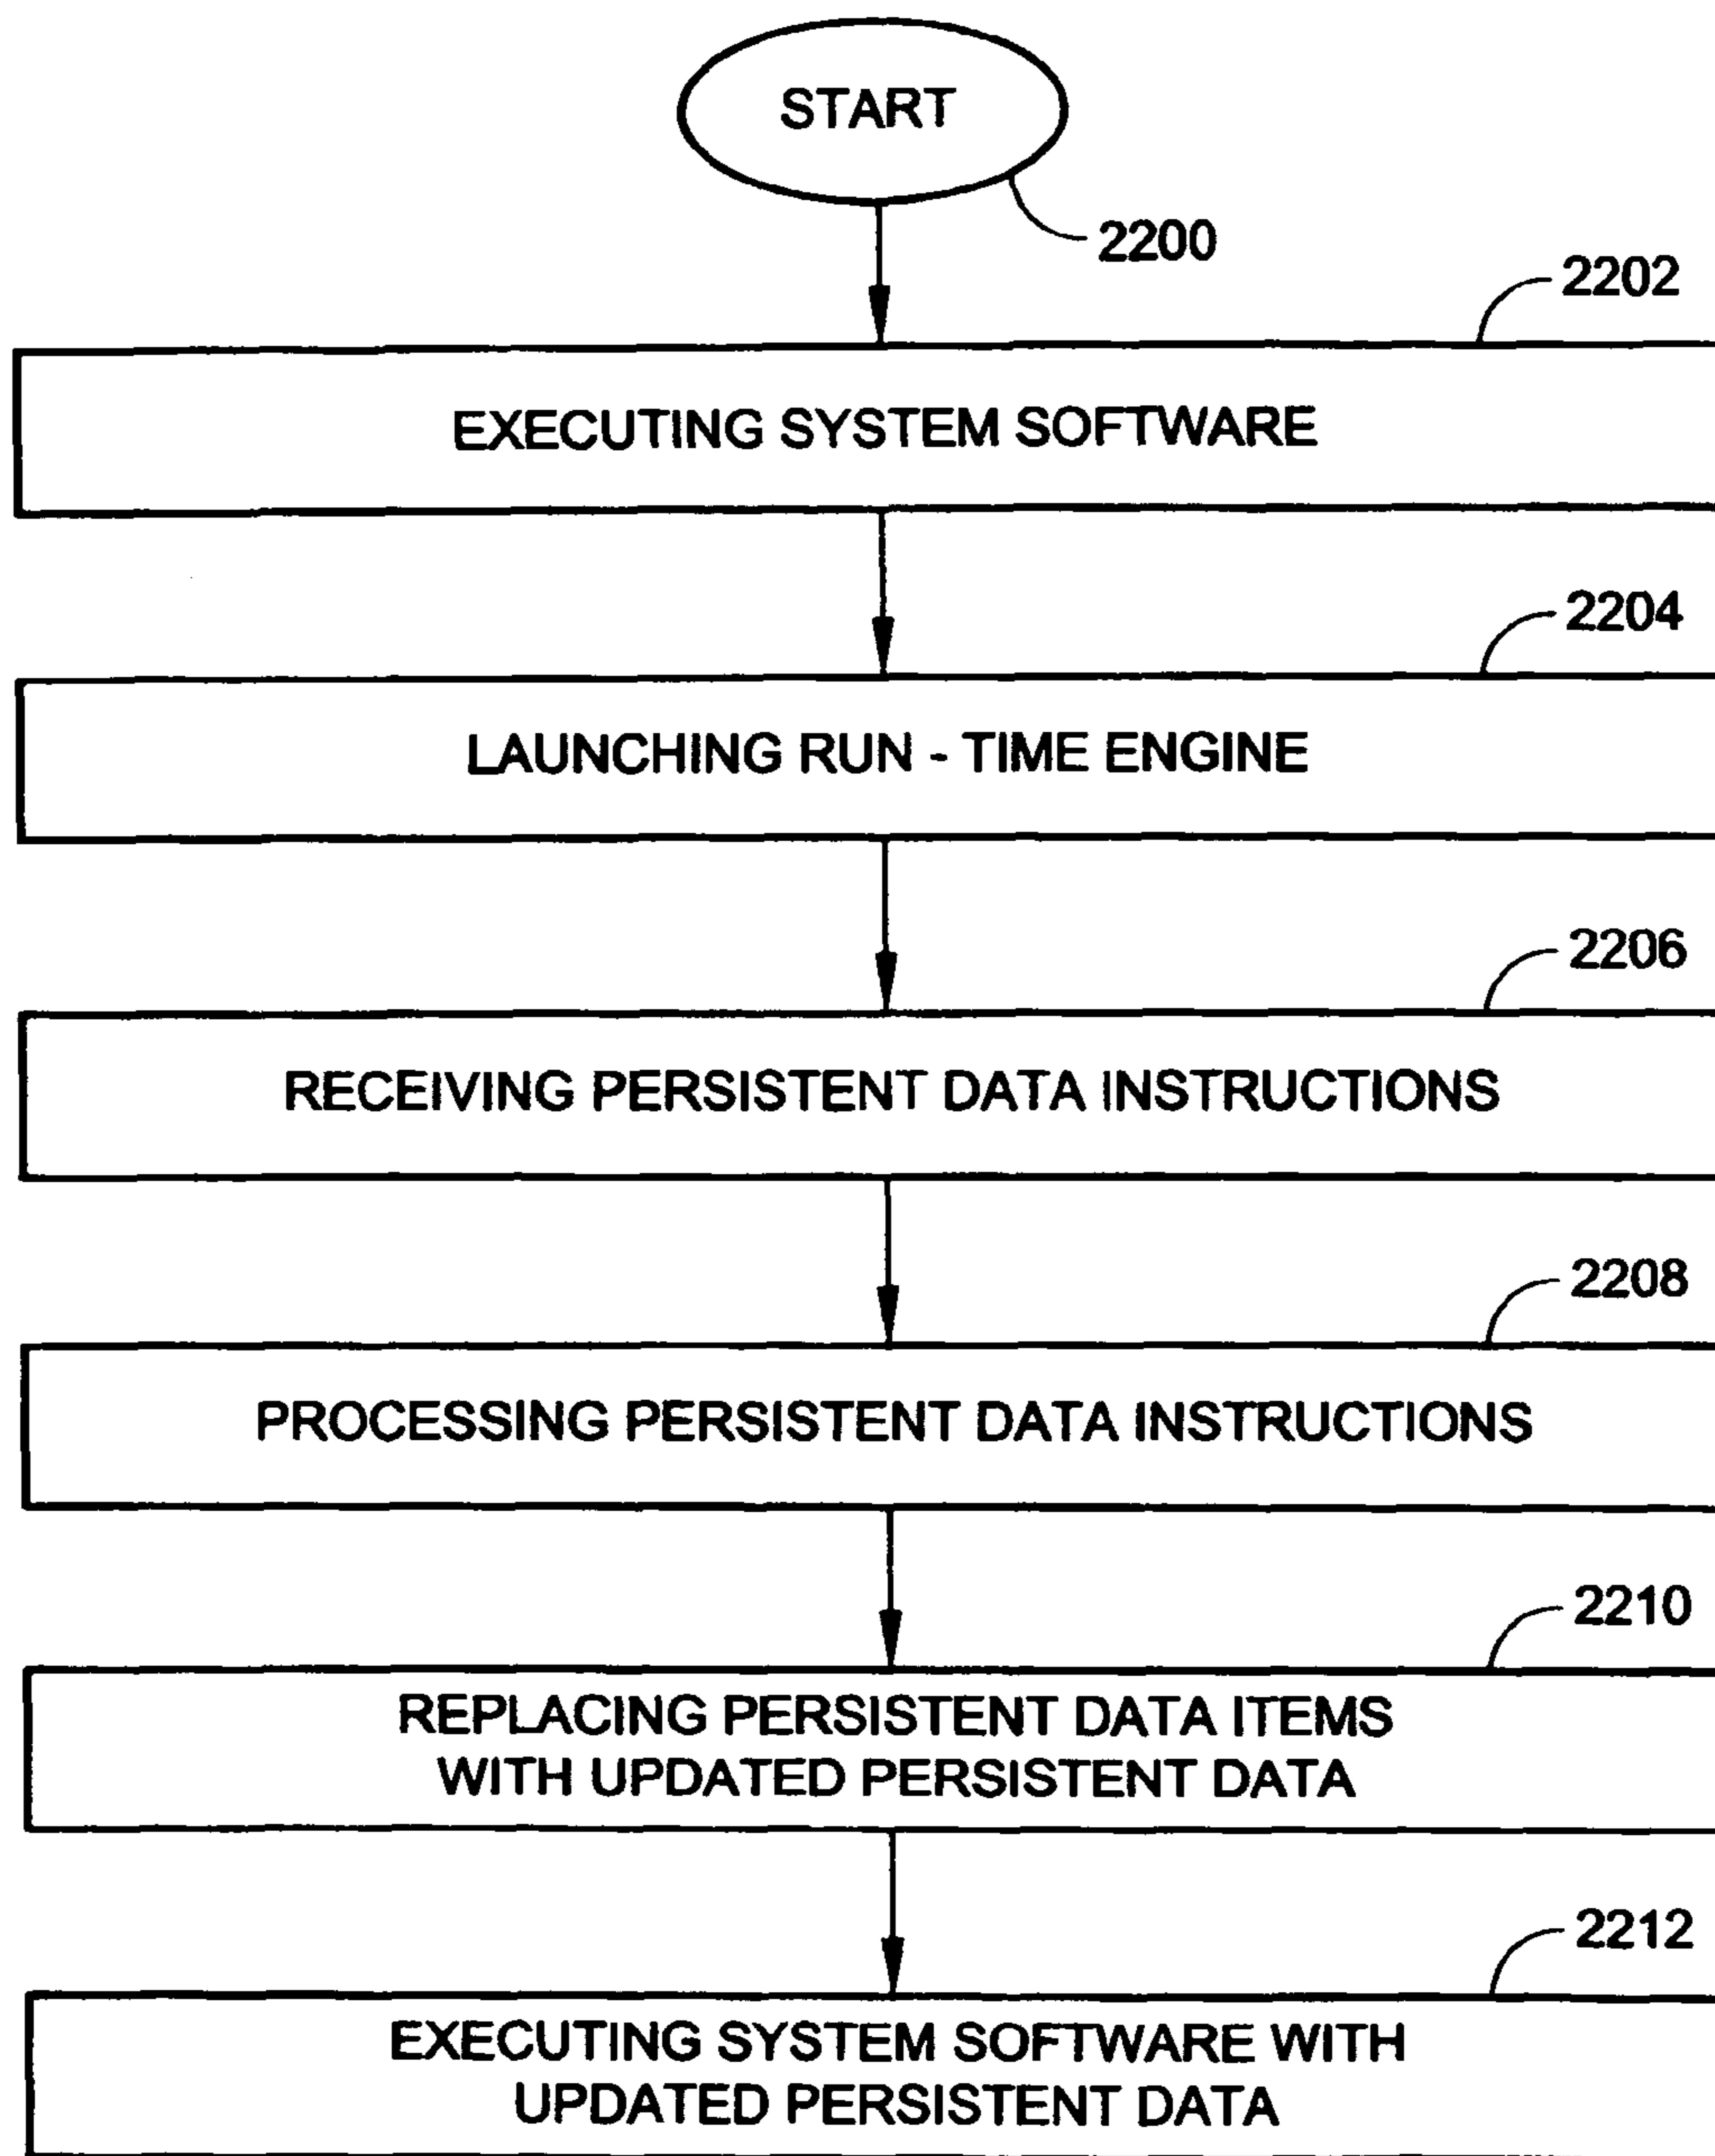 START
2200
2202
EXECUTING SYSTEM SOFTWARE
2204
LAUNCHING RUN - TIME ENGINE
2206
RECEIVING PERSISTENT DATA INSTRUCTIONS
2208
PROCESSING PERSISTENT DATA INSTRUCTIONS
2210
REPLACING PERSISTENT DATA ITEMS
WITH UPDATED PERSISTENT DATA
2212
EXECUTING SYSTEM SOFTWARE WITH
UPDATED PERSISTENT DATA